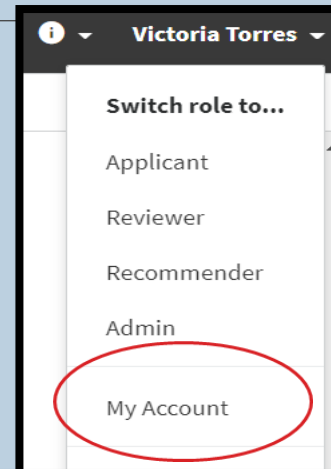 i Victoria Torres
Switch role to...
Applicant
Reviewer
Recommender
Admin
My Account